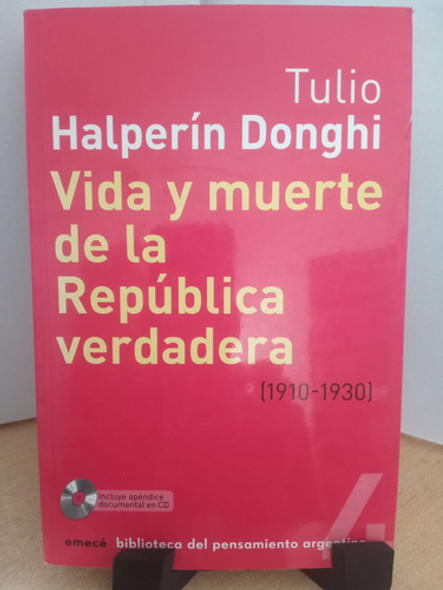 Tulio
Halperín Donghi
Vida y muerte
de la
República
verdadera
(1910-1930)
Incluye apéndice
documental en CD
4
emecé biblioteca del pensamiento argentino